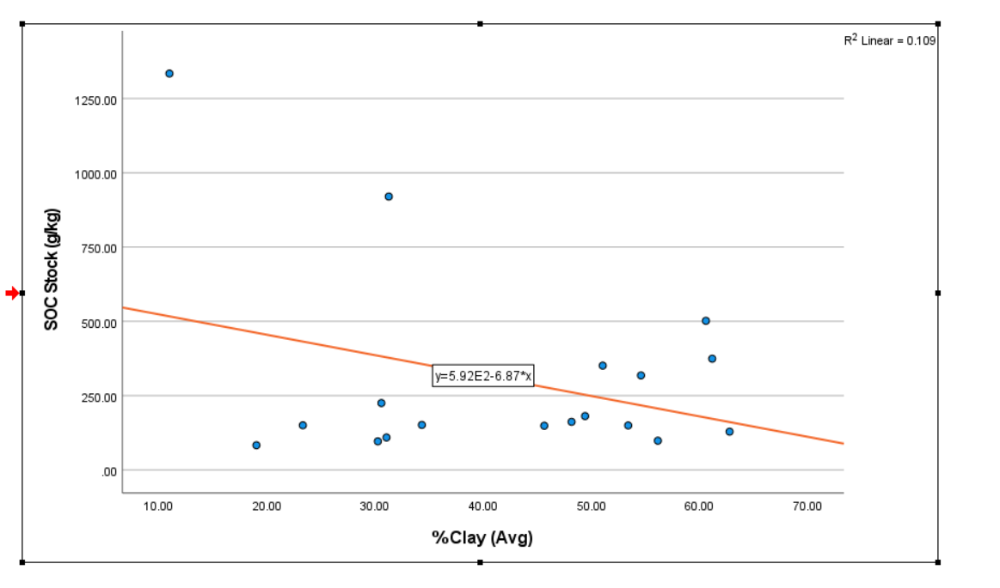 R² Linear = 0.109
1250.00
1000.00
750.00
500.00
250.00
.00
SOC Stock (g/kg)
y=5.92E2-6.87*x
10.00 20.00 30.00 40.00 50.00 60.00 70.00
%Clay (Avg)